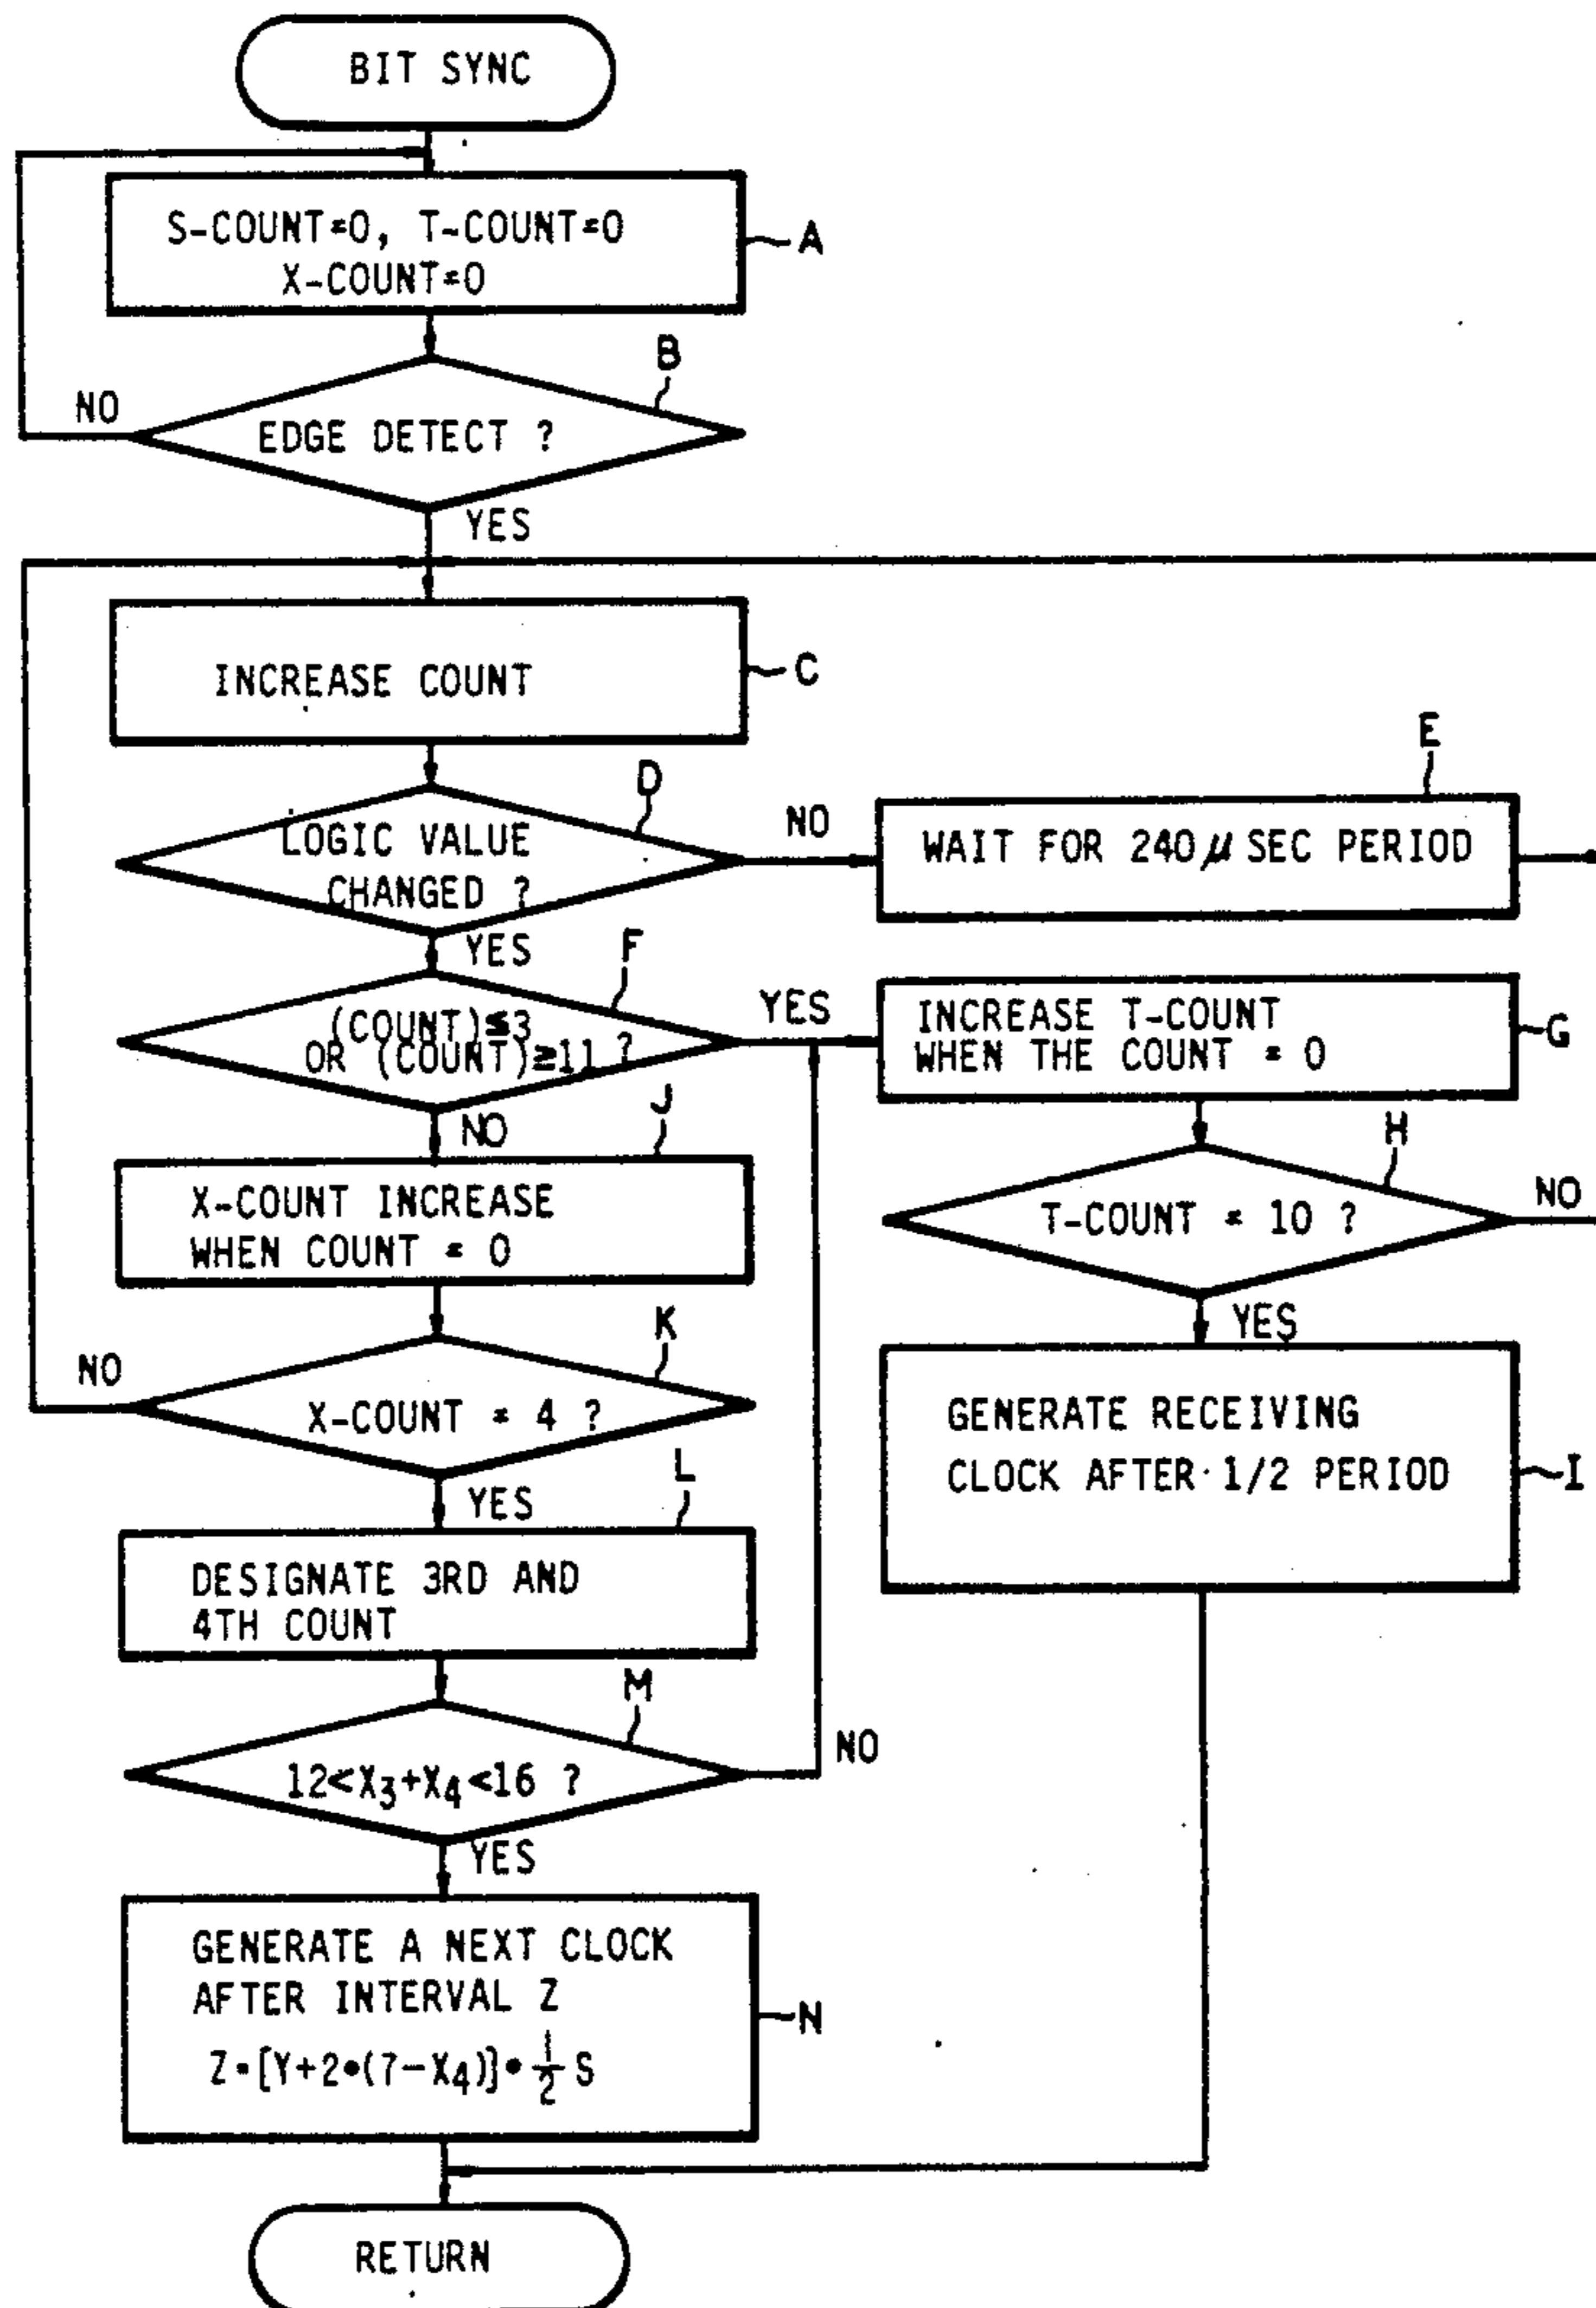 BIT SYNC
S-COUNT=0, T-COUNT=0
X-COUNT=0
A
B
NO
EDGE DETECT ?
YES
INCREASE COUNT
C
D
LOGIC VALUE
CHANGED ?
NO
E
WAIT FOR 240 μ SEC PERIOD
YES
F
(COUNT)≦3
OR (COUNT)≧11 ?
YES
INCREASE T-COUNT
WHEN THE COUNT = 0
G
NO
J
H
X-COUNT INCREASE
WHEN COUNT = 0
T-COUNT = 10 ?
NO
YES
K
NO
X-COUNT = 4 ?
GENERATE RECEIVING
CLOCK AFTER 1/2 PERIOD
I
YES
L
DESIGNATE 3RD AND
4TH COUNT
M
12<X3+X4<16 ?
NO
YES
GENERATE A NEXT CLOCK
AFTER INTERVAL Z
Z=[Y+2•(7-X4)]•1/2 S
N
RETURN